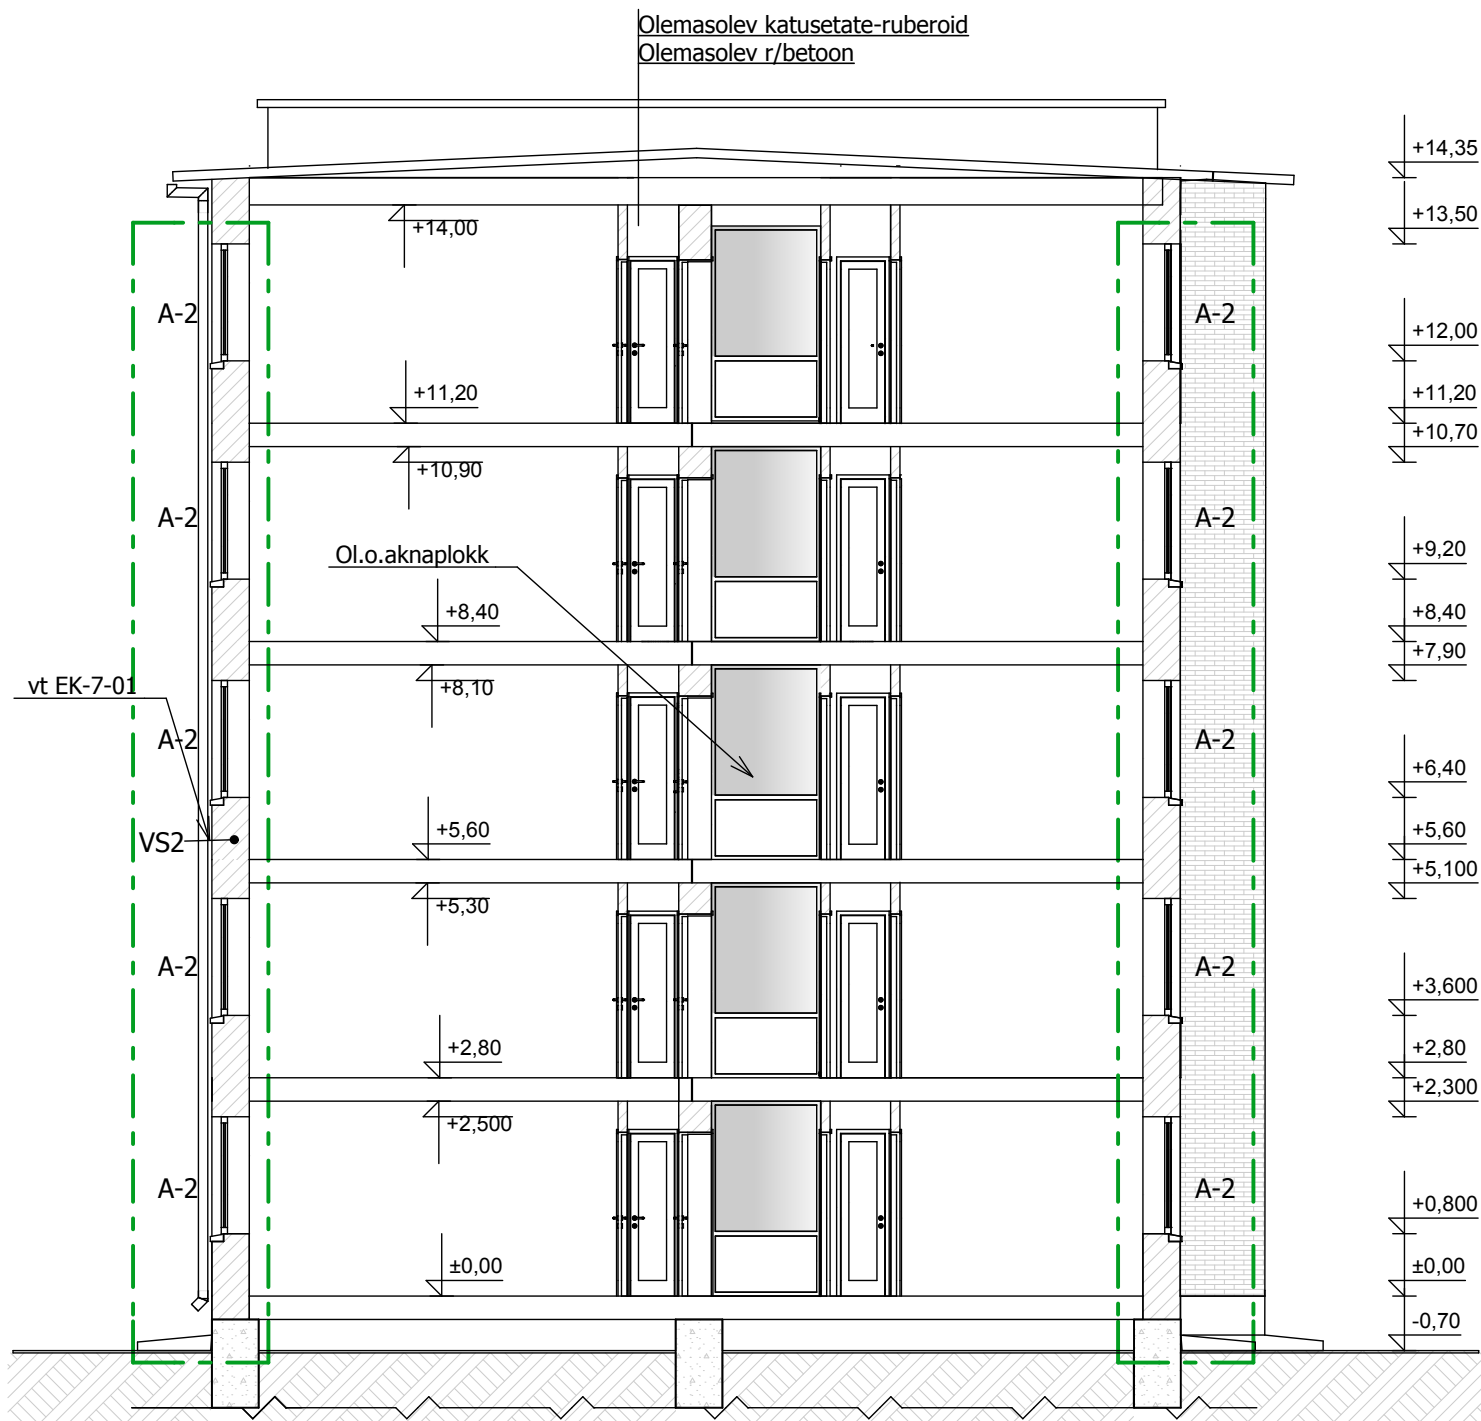 Olemasolev katusetate-ruberoid
Olemasolev r/betoon
+14,35
+13,50
+14,00
A-2
A-2
+12,00
+11,20
+11,20
+10,70
+10,90
A-2
A-2
Ol.o.aknaplokk
+9,20
+8,40
+8,40
+7,90
+8,10
vt EK-7-01
A-2
A-2
+6,40
+5,60
+5,60
VS2
+5,100
+5,30
A-2
A-2
+3,600
+2,80
+2,80
+2,300
+2,500
A-2
A-2
+0,800
±0,00
±0,00
-0,70